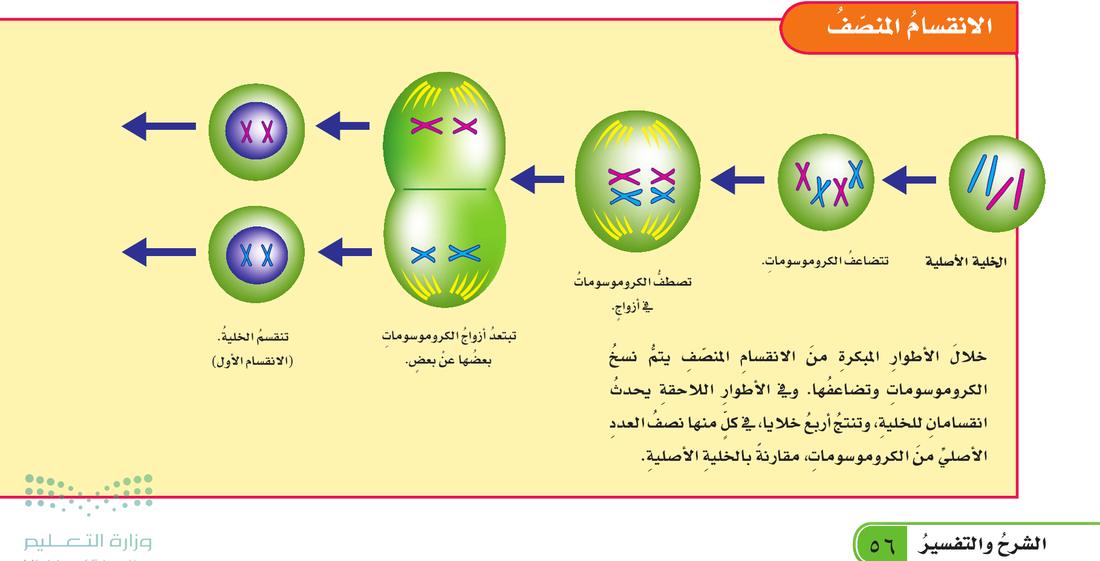 الانقسامُ المنصّفُ
الخلية الأصلية
تتضاعفُ الكروموسوماتِ.
تصطفُّ الكروموسوماتُ
في أزواجٍ.
تبتعدُ أزواجُ الكروموسوماتِ
بعضُها عنْ بعضٍ.
تنقسمُ الخليةُ.
(الانقسام الأول)
خلالَ الأطوارِ المبكرةِ منَ الانقسامِ المنصّفِ يتمُّ نسخُ
الكروموسوماتِ وتضاعفُها. وفي الأطوارِ اللاحقةِ يحدثُ
انقسامانِ للخليةِ، وتنتجُ أربعُ خلايا، في كلٍّ منها نصفُ العددِ
الأصليِّ منَ الكروموسوماتِ، مقارنةً بالخليةِ الأصليةِ.
وزارة التعليم
الشرحُ والتفسيرُ ٥٦